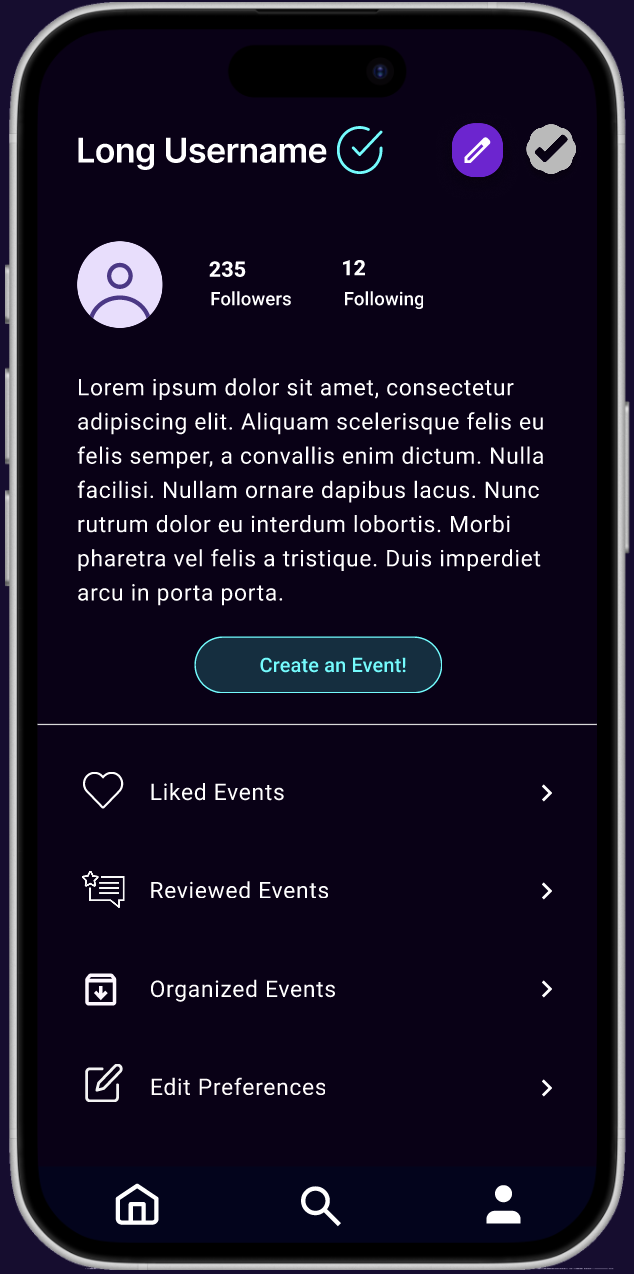 Long Username
235
Followers
12
Following
Lorem ipsum dolor sit amet, consectetur
adipiscing elit. Aliquam scelerisque felis eu
felis semper, a convallis enim dictum. Nulla
facilisi. Nullam ornare dapibus lacus. Nunc
rutrum dolor eu interdum lobortis. Morbi
pharetra vel felis a tristique. Duis imperdiet
arcu in porta porta.
Create an Event!
Liked Events
Reviewed Events
Organized Events
Edit Preferences